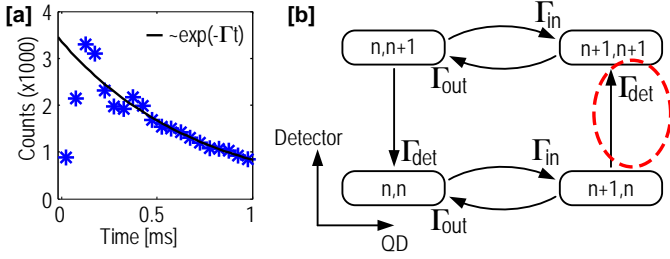 [a]
~exp(-Γt)
Counts (x1000)
4
3
2
1
0
0
0.5
1
Time [ms]
[b]
Γin
n,n+1
n+1,n+1
Γout
Γdet
Detector
Γdet
Γin
n,n
n+1,n
Γout
QD